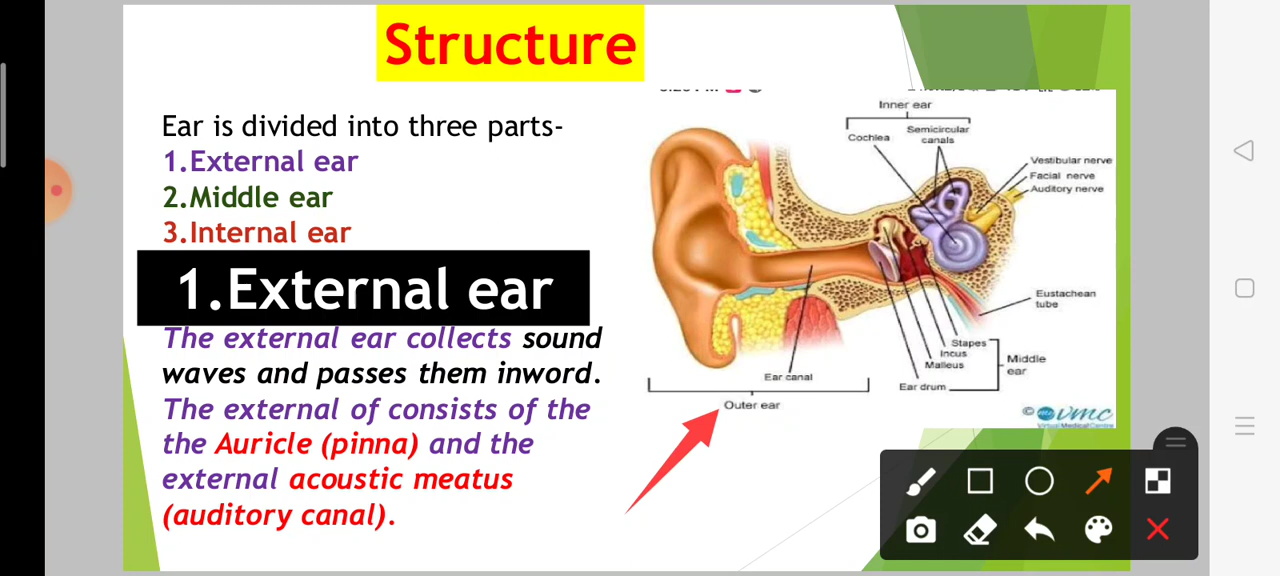 Structure
Ear is divided into three parts-
1.External ear
2.Middle ear
3.Internal ear
1.External ear
The external ear collects sound
waves and passes them inword.
The external of consists of the
the Auricle (pinna) and the
external acoustic meatus
(auditory canal).
Inner ear
Cochlea
Semicircular
canals
Vestibular nerve
Facial nerve
Auditory nerve
Eustachean
tube
Stapes
Incus
Malleus
Ear drum
Middle
ear
Ear canal
Outer ear
© vmc
Virtual Medical Centre